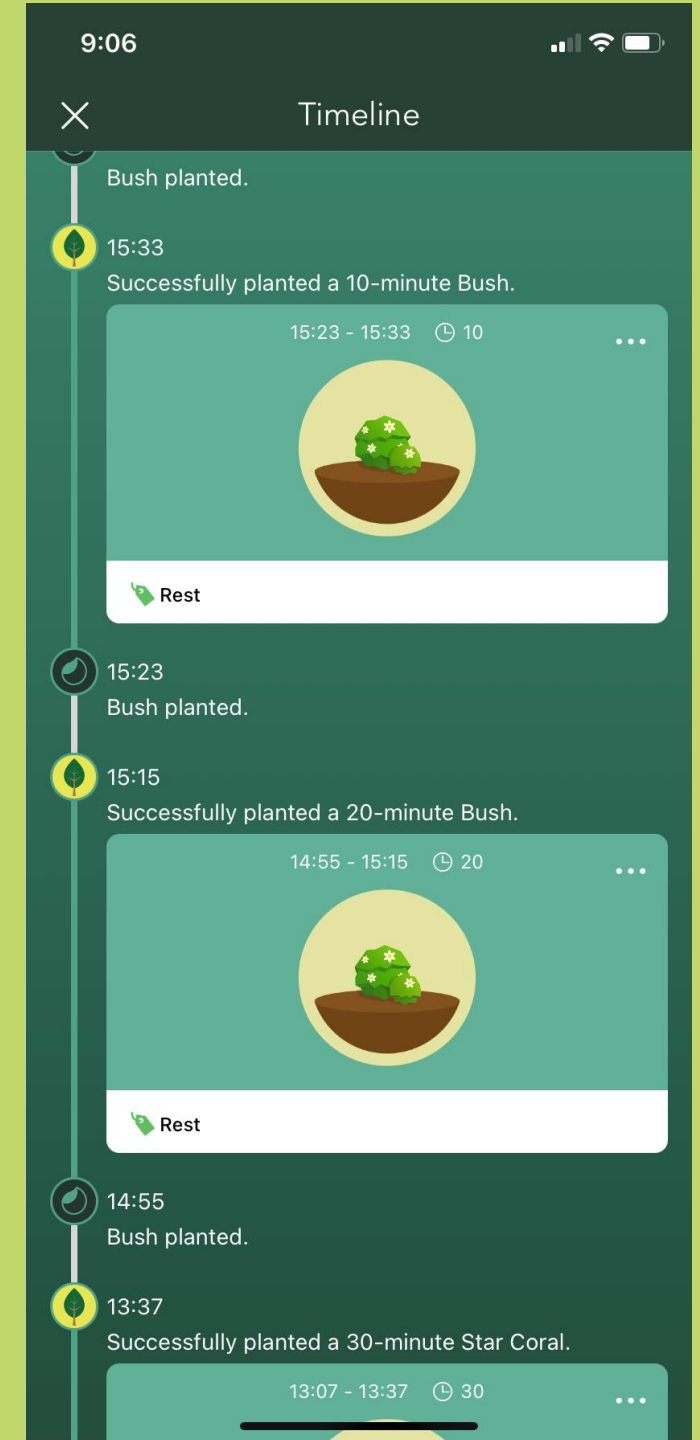 9:06
Timeline
Bush planted.
15:33
Successfully planted a 10-minute Bush.
15:23 - 15:33 10
Rest
15:23
Bush planted.
15:15
Successfully planted a 20-minute Bush.
14:55 - 15:15 20
Rest
14:55
Bush planted.
13:37
Successfully planted a 30-minute Star Coral.
13:07 - 13:37 30